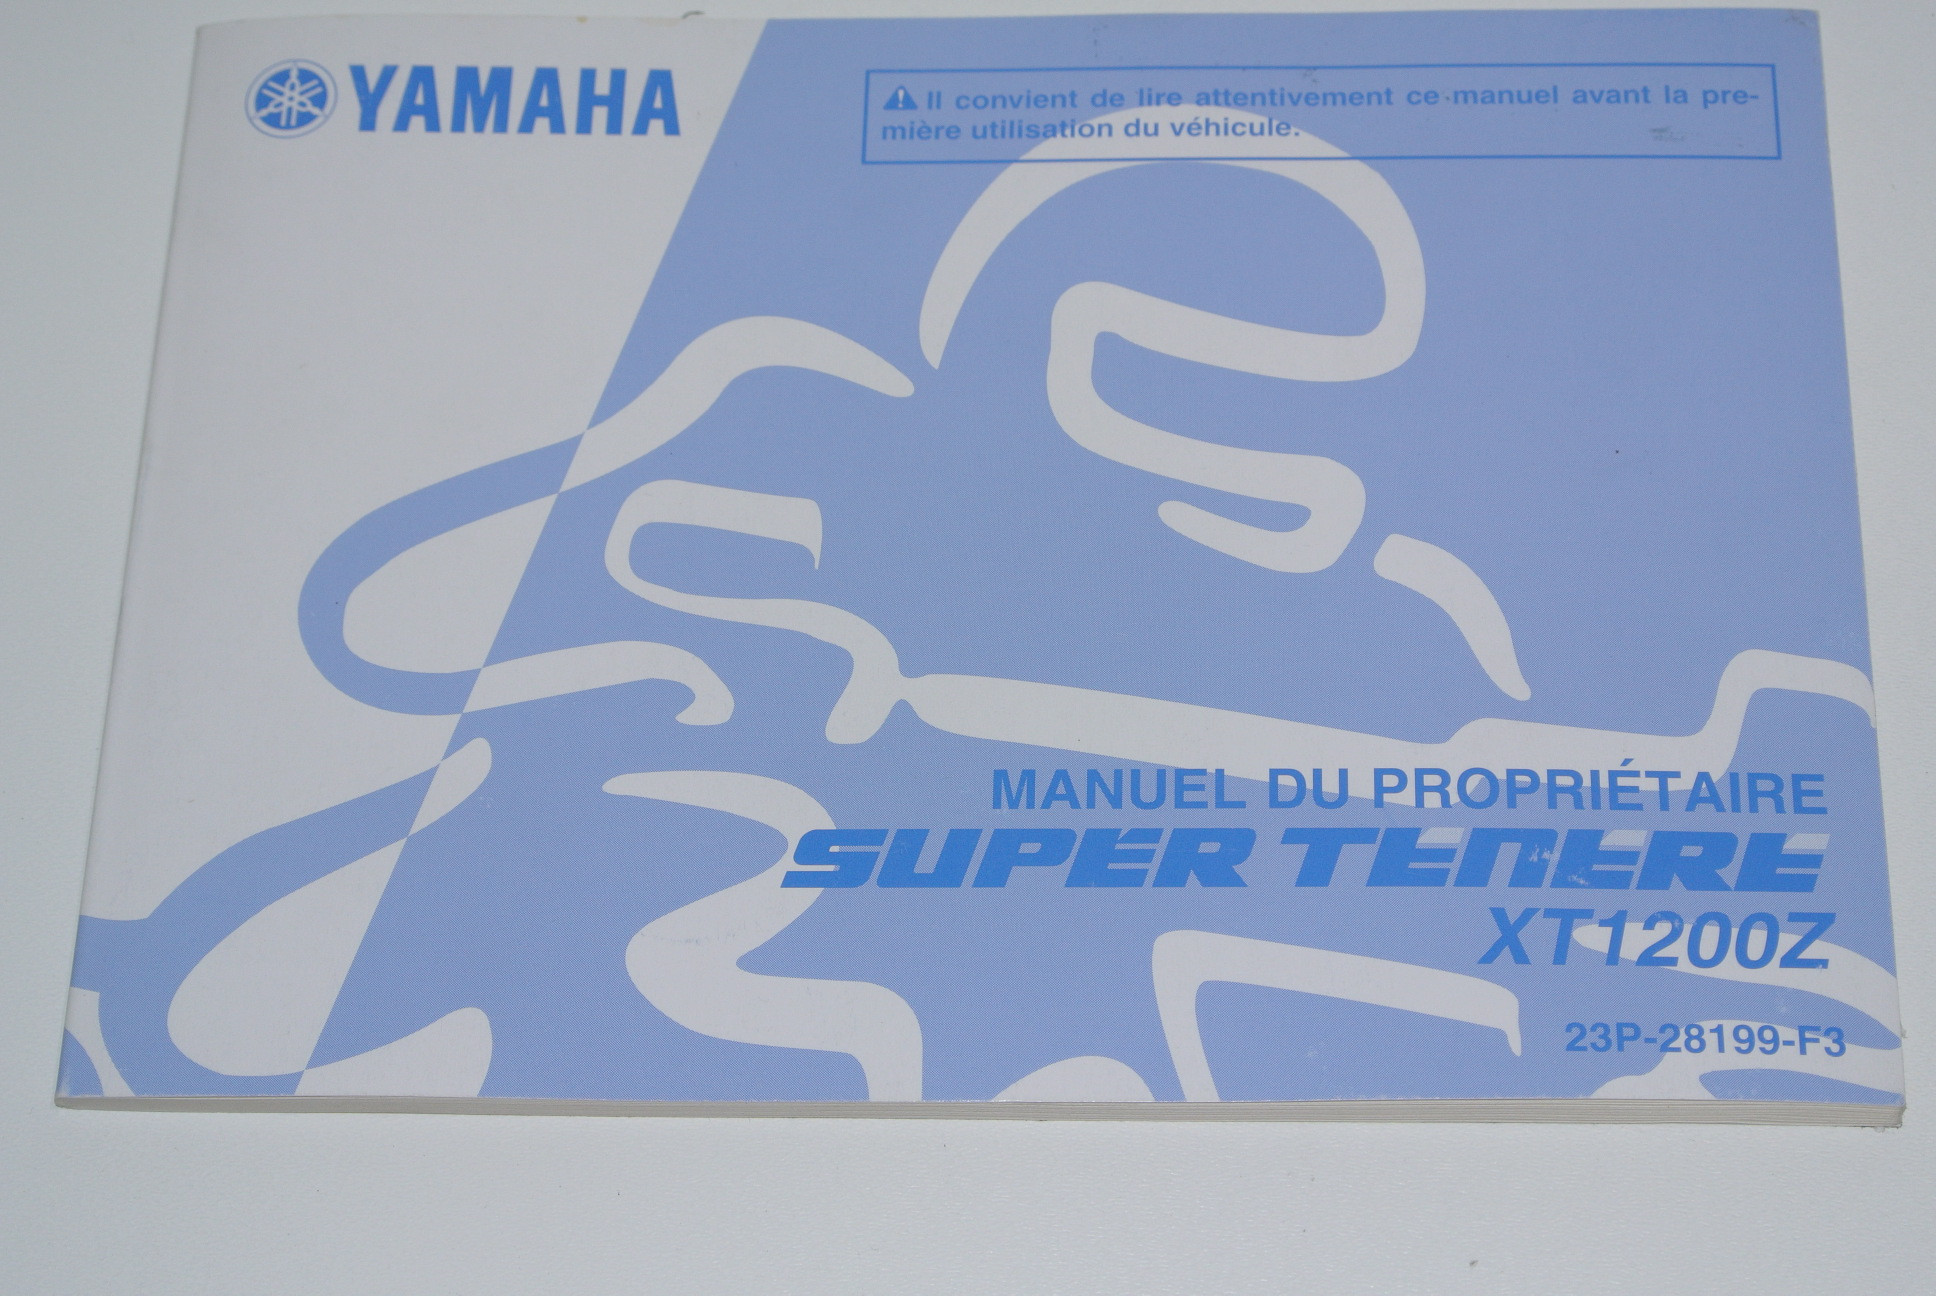 YAMAHA
Il convient de lire attentivement ce manuel avant la pre-
mière utilisation du véhicule.
MANUEL DU PROPRIÉTAIRE
SUPER TENERE
XT1200Z
23P-28199-F3